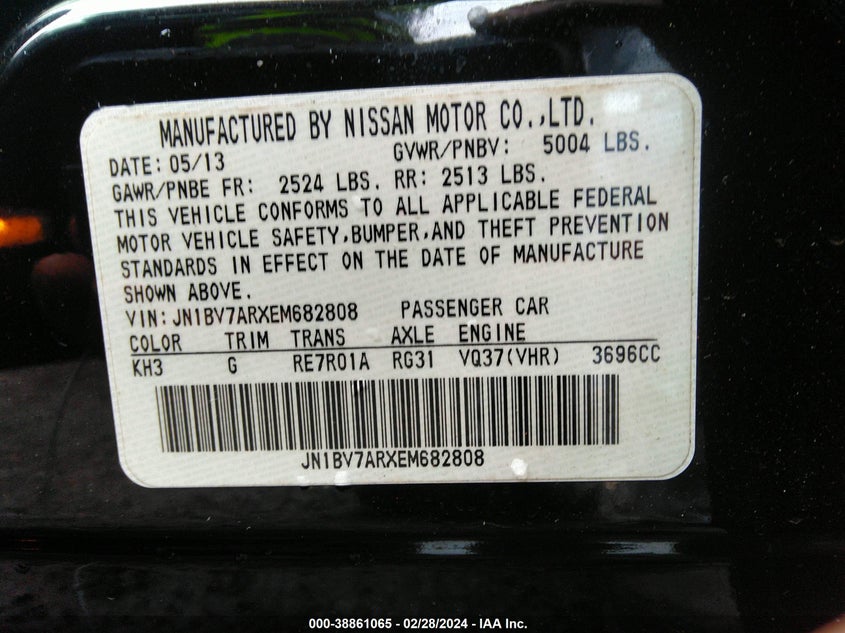 MANUFACTURED BY NISSAN MOTOR CO.,LTD.
DATE: 05/13 GVWR/PNBV: 5004 LBS.
GAWR/PNBE FR: 2524 LBS. RR: 2513 LBS.
THIS VEHICLE CONFORMS TO ALL APPLICABLE FEDERAL
MOTOR VEHICLE SAFETY,BUMPER,AND THEFT PREVENTION
STANDARDS IN EFFECT ON THE DATE OF MANUFACTURE
SHOWN ABOVE.
VIN:JN1BV7ARXEM682808 PASSENGER CAR
COLOR TRIM TRANS AXLE ENGINE
KH3 G RE7R01A RG31 VQ37(VHR) 3696CC
JN1BV7ARXEM682808
000-38861065 - 02/28/2024 - IAA Inc.